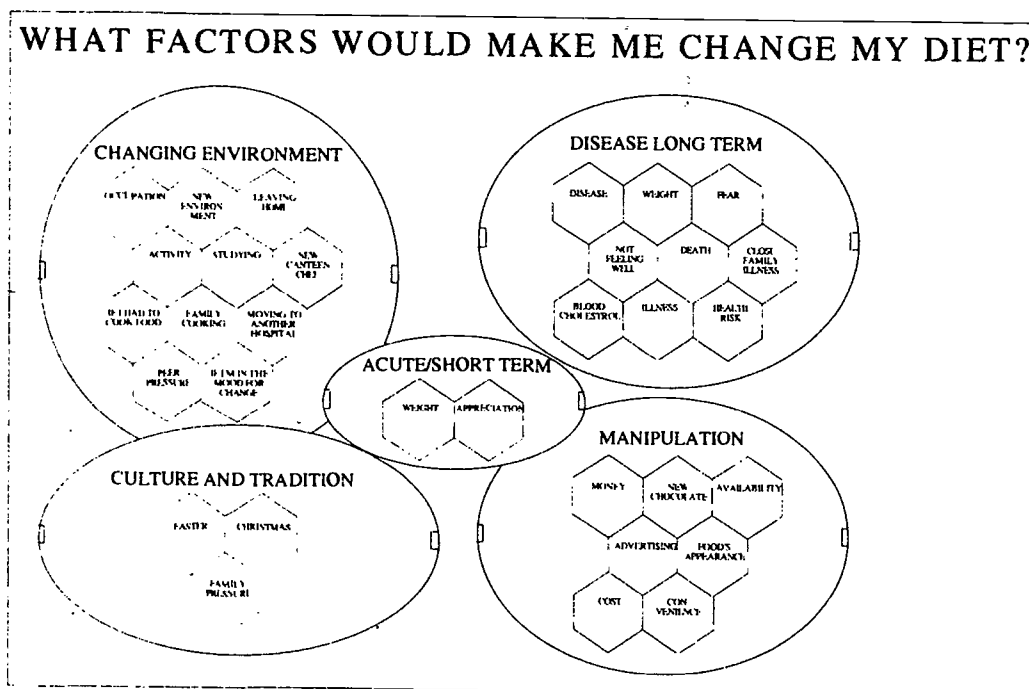 WHAT FACTORS WOULD MAKE ME CHANGE MY DIET?
CHANGING ENVIRONMENT
OCCUPATION
NEW
ENVIRON
MENT
LEAVING
HOME
ACTIVITY
STUDYING
NEW
CANTEEN
CHEF
IF I HAD TO
COOK FOOD
FAMILY
COOKING
MOVING TO
ANOTHER
HOSPITAL
PEER
PRESSURE
IF I'M IN THE
MOOD FOR
CHANGE
DISEASE LONG TERM
DISEASE
WEIGHT
FEAR
NOT
FEELING
WELL
DEATH
CLOSE
FAMILY
ILLNESS
BLOOD
CHOLESTROL
ILLNESS
HEALTH
RISK
ACUTE/SHORT TERM
WEIGHT
APPRECIATION
CULTURE AND TRADITION
EASTER
CHRISTMAS
FAMILY
PRESSURE
MANIPULATION
MONEY
NEW
CHOCOLATE
AVAILABILITY
ADVERTISING
FOOD'S
APPEARANCE
COST
CON
VENIENCE